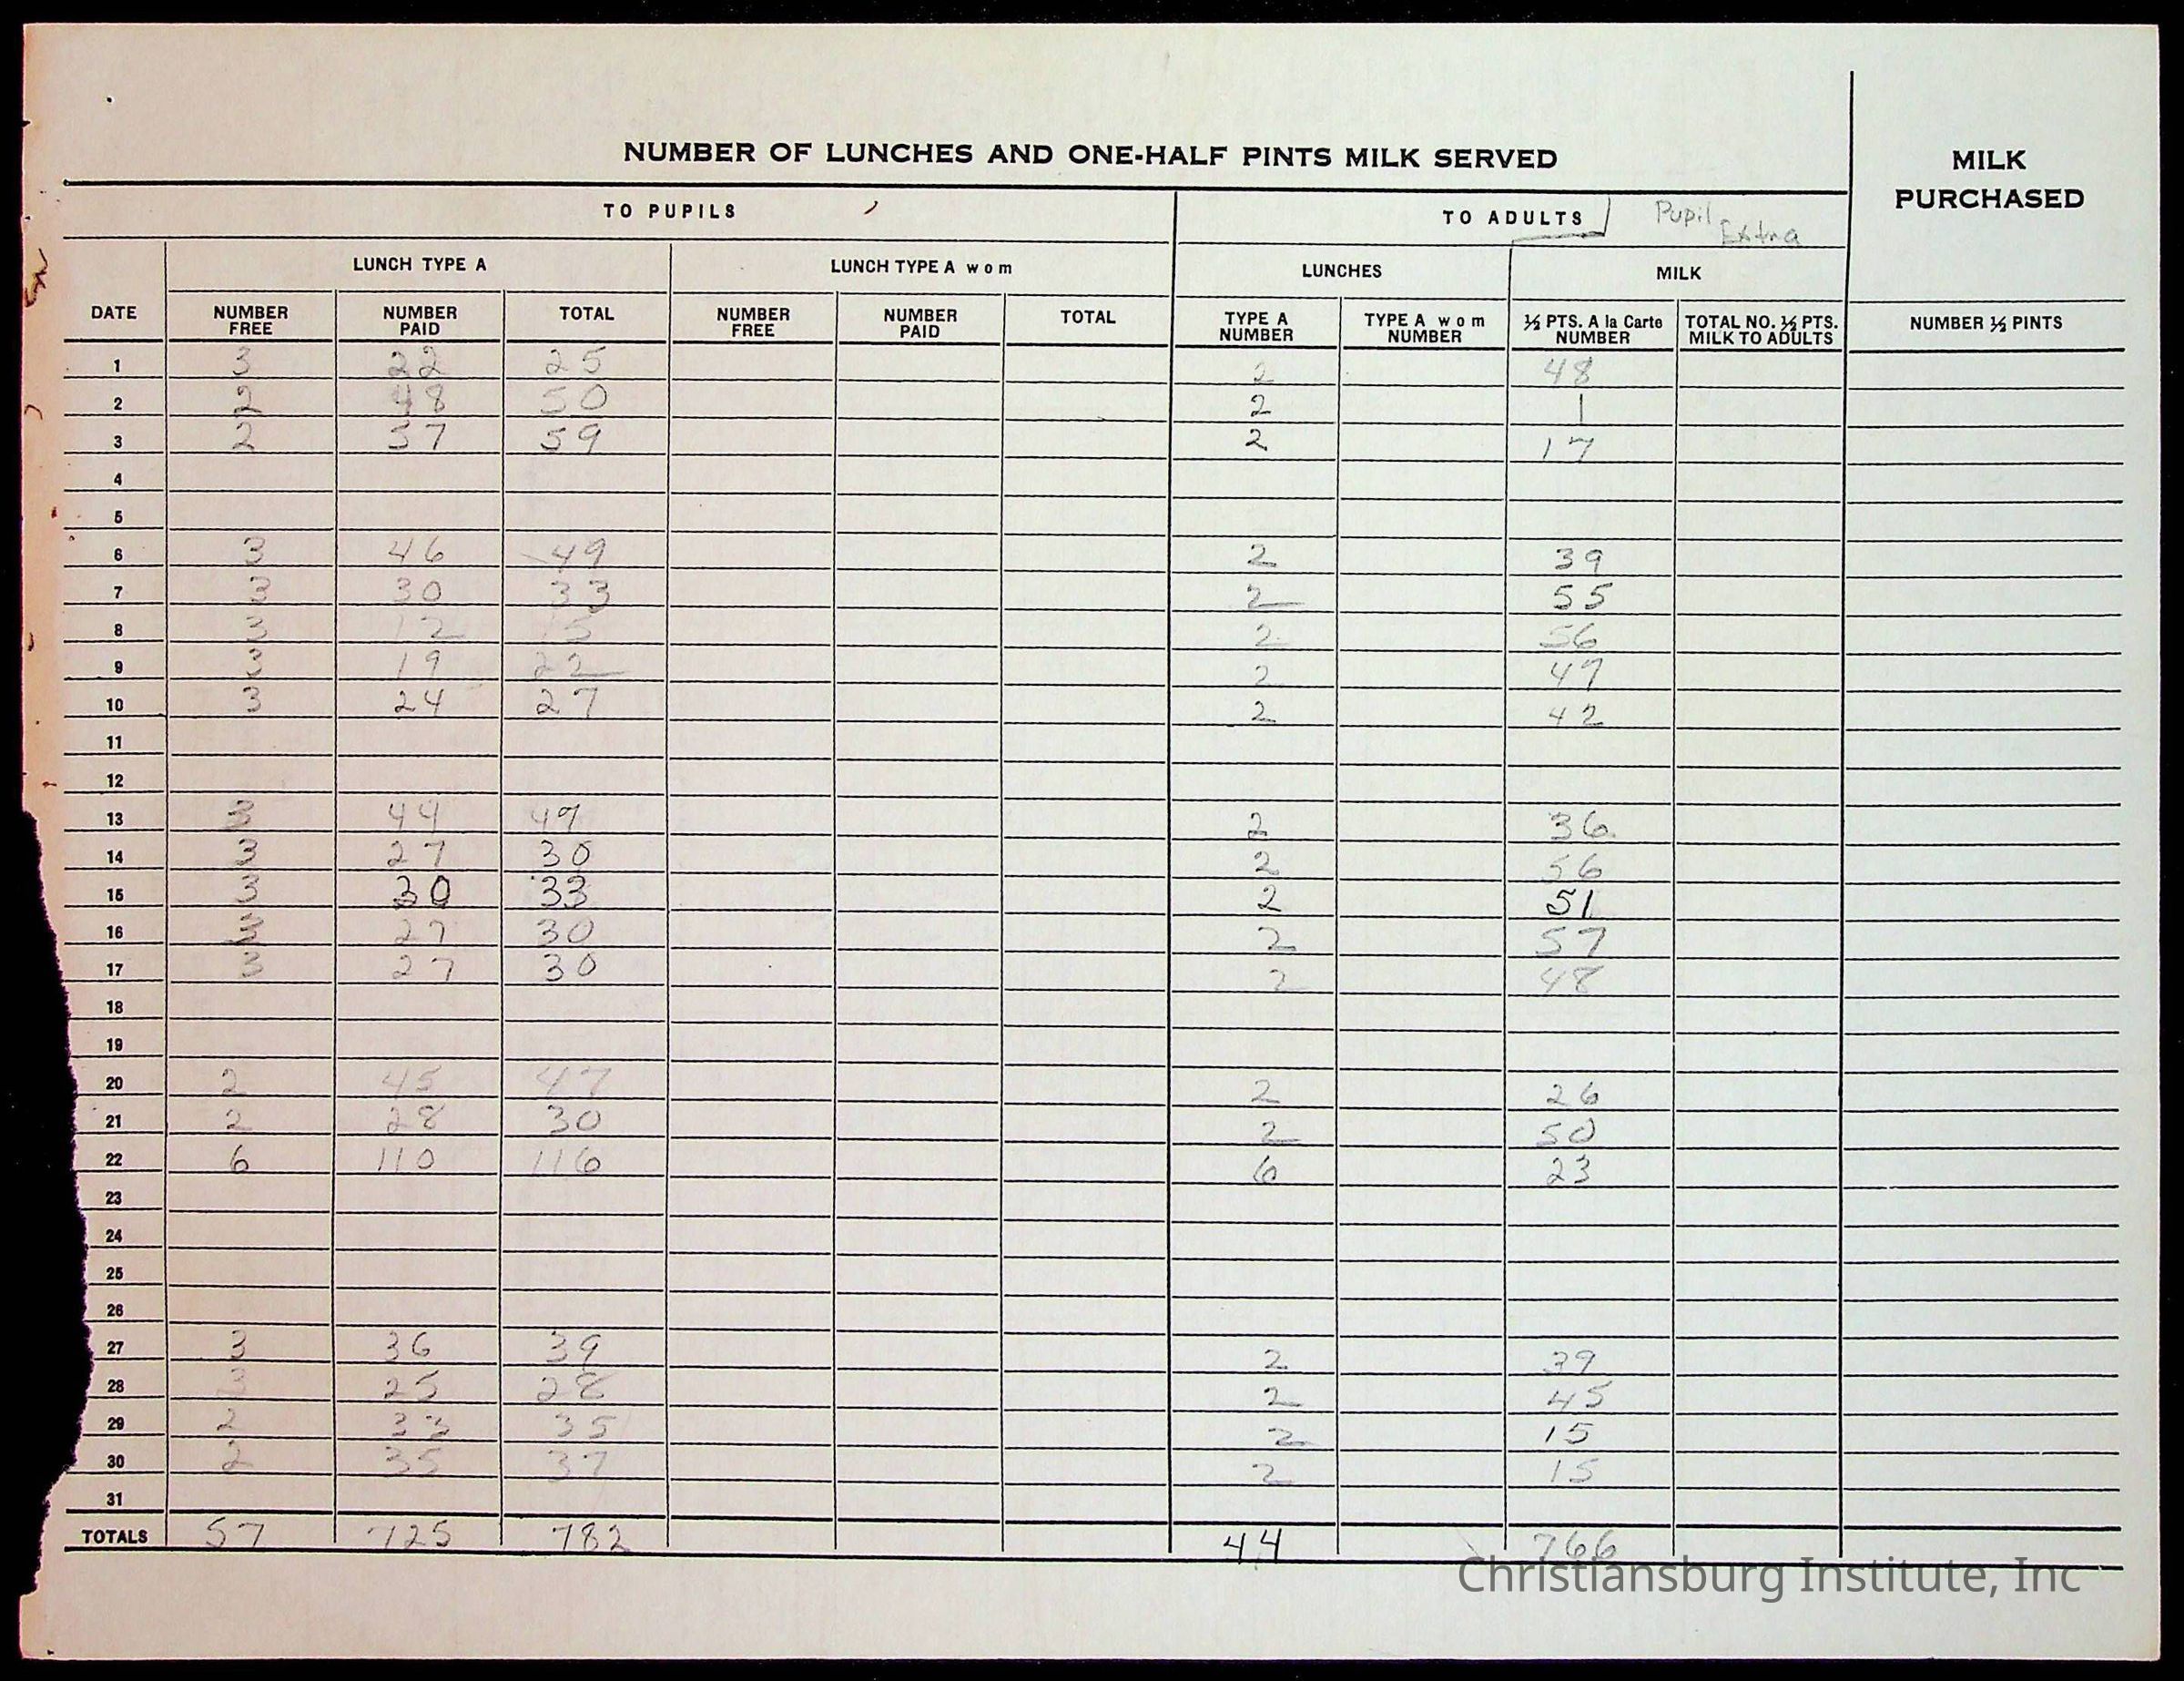 NUMBER OF LUNCHES AND ONE-HALF PINTS MILK SERVED
MILK PURCHASED
TO PUPILS
TO ADULTS Pupil Extra
LUNCH TYPE A
LUNCH TYPE A wom
LUNCHES
MILK
DATE NUMBER FREE NUMBER PAID TOTAL NUMBER FREE NUMBER PAID TOTAL TYPE A NUMBER TYPE A wom NUMBER ½ PTS. A la Carte NUMBER TOTAL NO. ½ PTS. MILK TO ADULTS NUMBER ½ PINTS
1 3 22 25 2 48
2 2 48 50 2 1
3 2 57 59 2 17
4
5
6 3 46 49 2 39
7 3 30 33 2 55
8 3 12 15 2 56
9 3 19 22 2 47
10 3 24 27 2 42
11
12
13 3 44 47 2 36
14 3 27 30 2 56
15 3 30 33 2 51
16 3 27 30 2 57
17 3 27 30 2 48
18
19
20 2 45 47 2 26
21 2 28 30 2 50
22 6 110 116 6 23
23
24
25
26
27 3 36 39 2 39
28 3 25 28 2 45
29 2 33 35 2 15
30 2 35 37 2 15
31
TOTALS 57 725 782 44 766
Christiansburg Institute, Inc